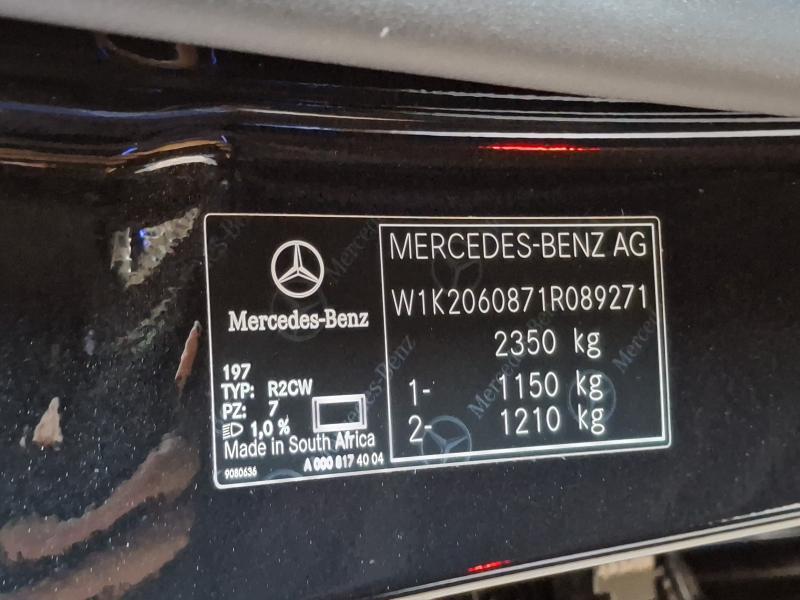 Mercedes-Benz
197
TYP: R2CW
PZ: 7
1,0 %
Made in South Africa
9080636
A 000 817 40 04
MERCEDES-BENZ AG
W1K2060871R089271
2350 kg
1- 1150 kg
2- 1210 kg